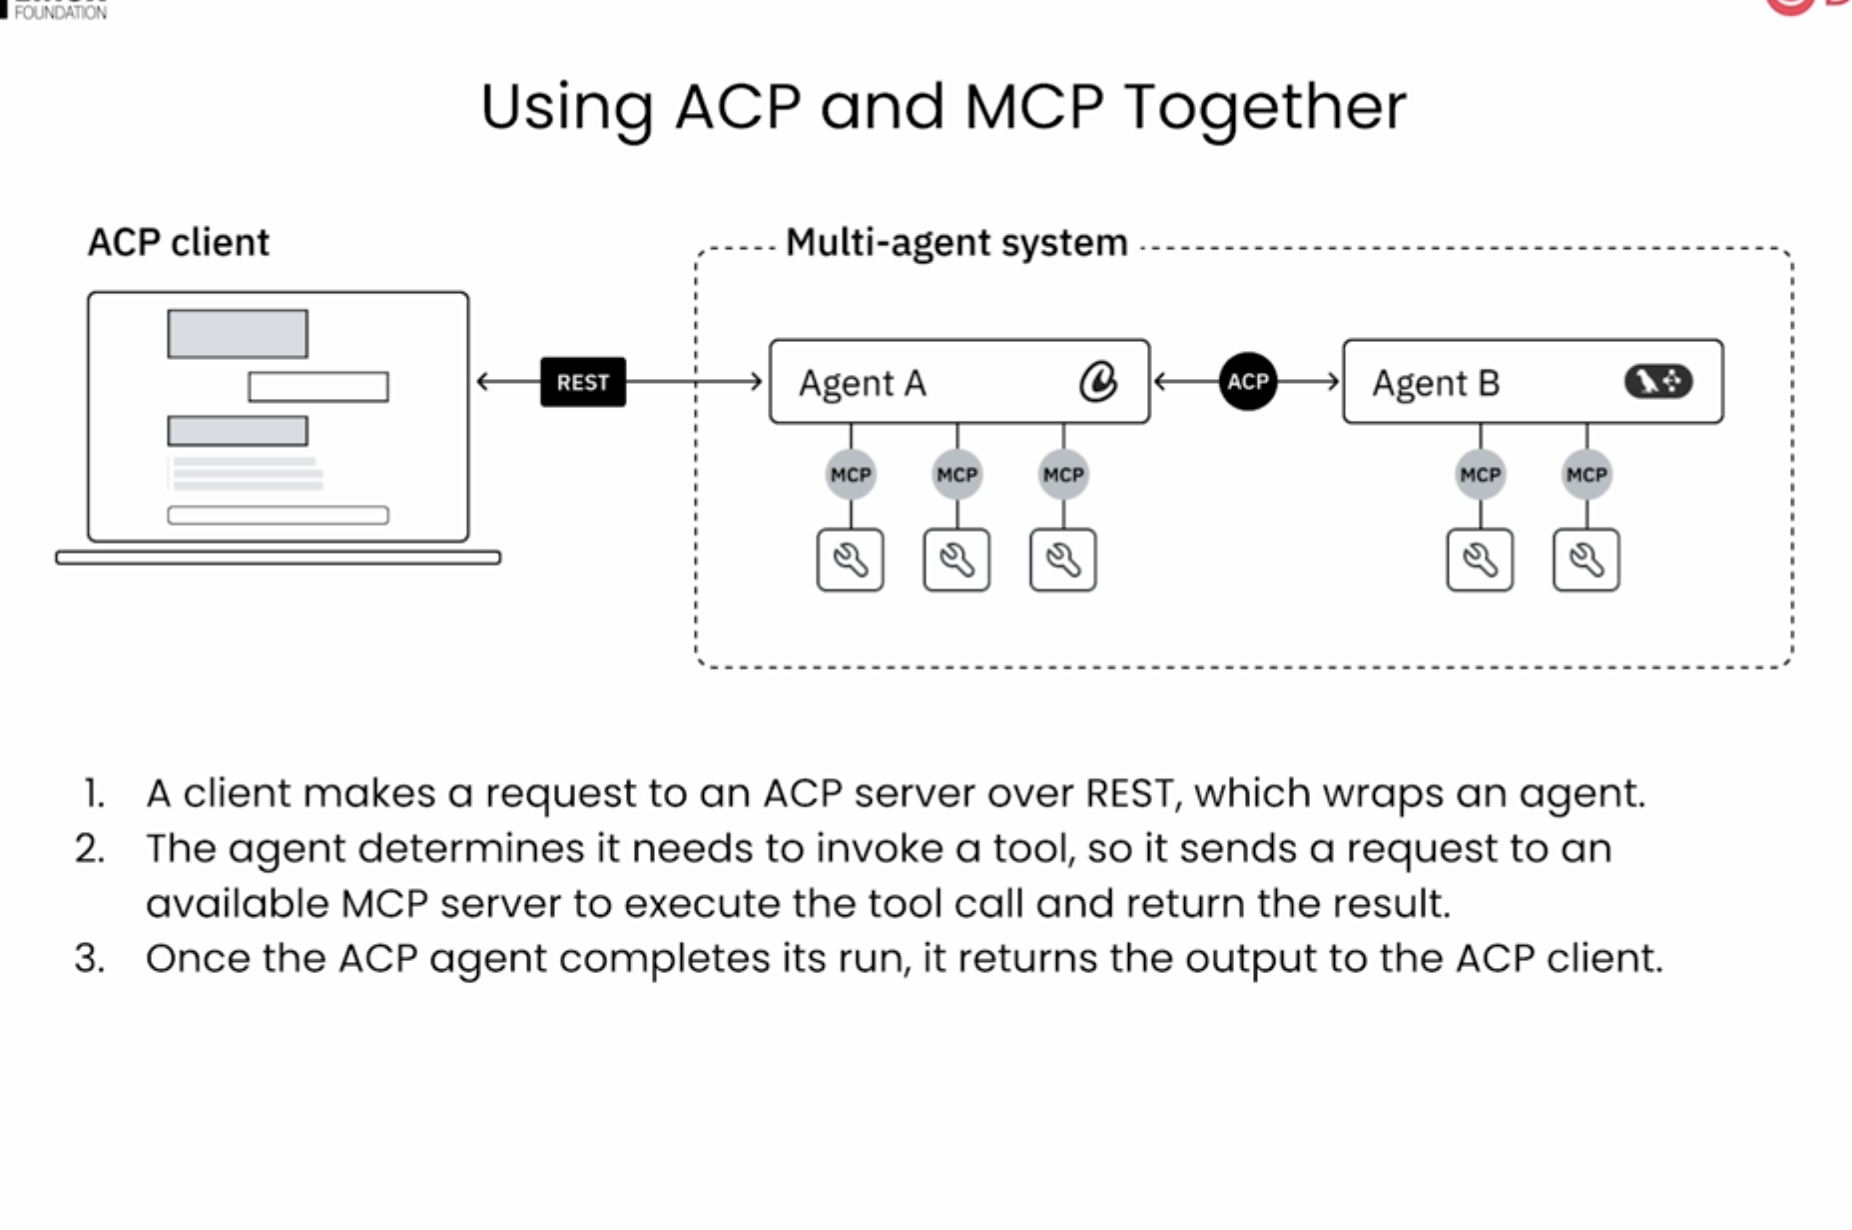 FOUNDATION
Using ACP and MCP Together
ACP client
Multi-agent system
REST
Agent A
ACP
Agent B
MCP
MCP
MCP
MCP
MCP
1. A client makes a request to an ACP server over REST, which wraps an agent.
2. The agent determines it needs to invoke a tool, so it sends a request to an
available MCP server to execute the tool call and return the result.
3. Once the ACP agent completes its run, it returns the output to the ACP client.